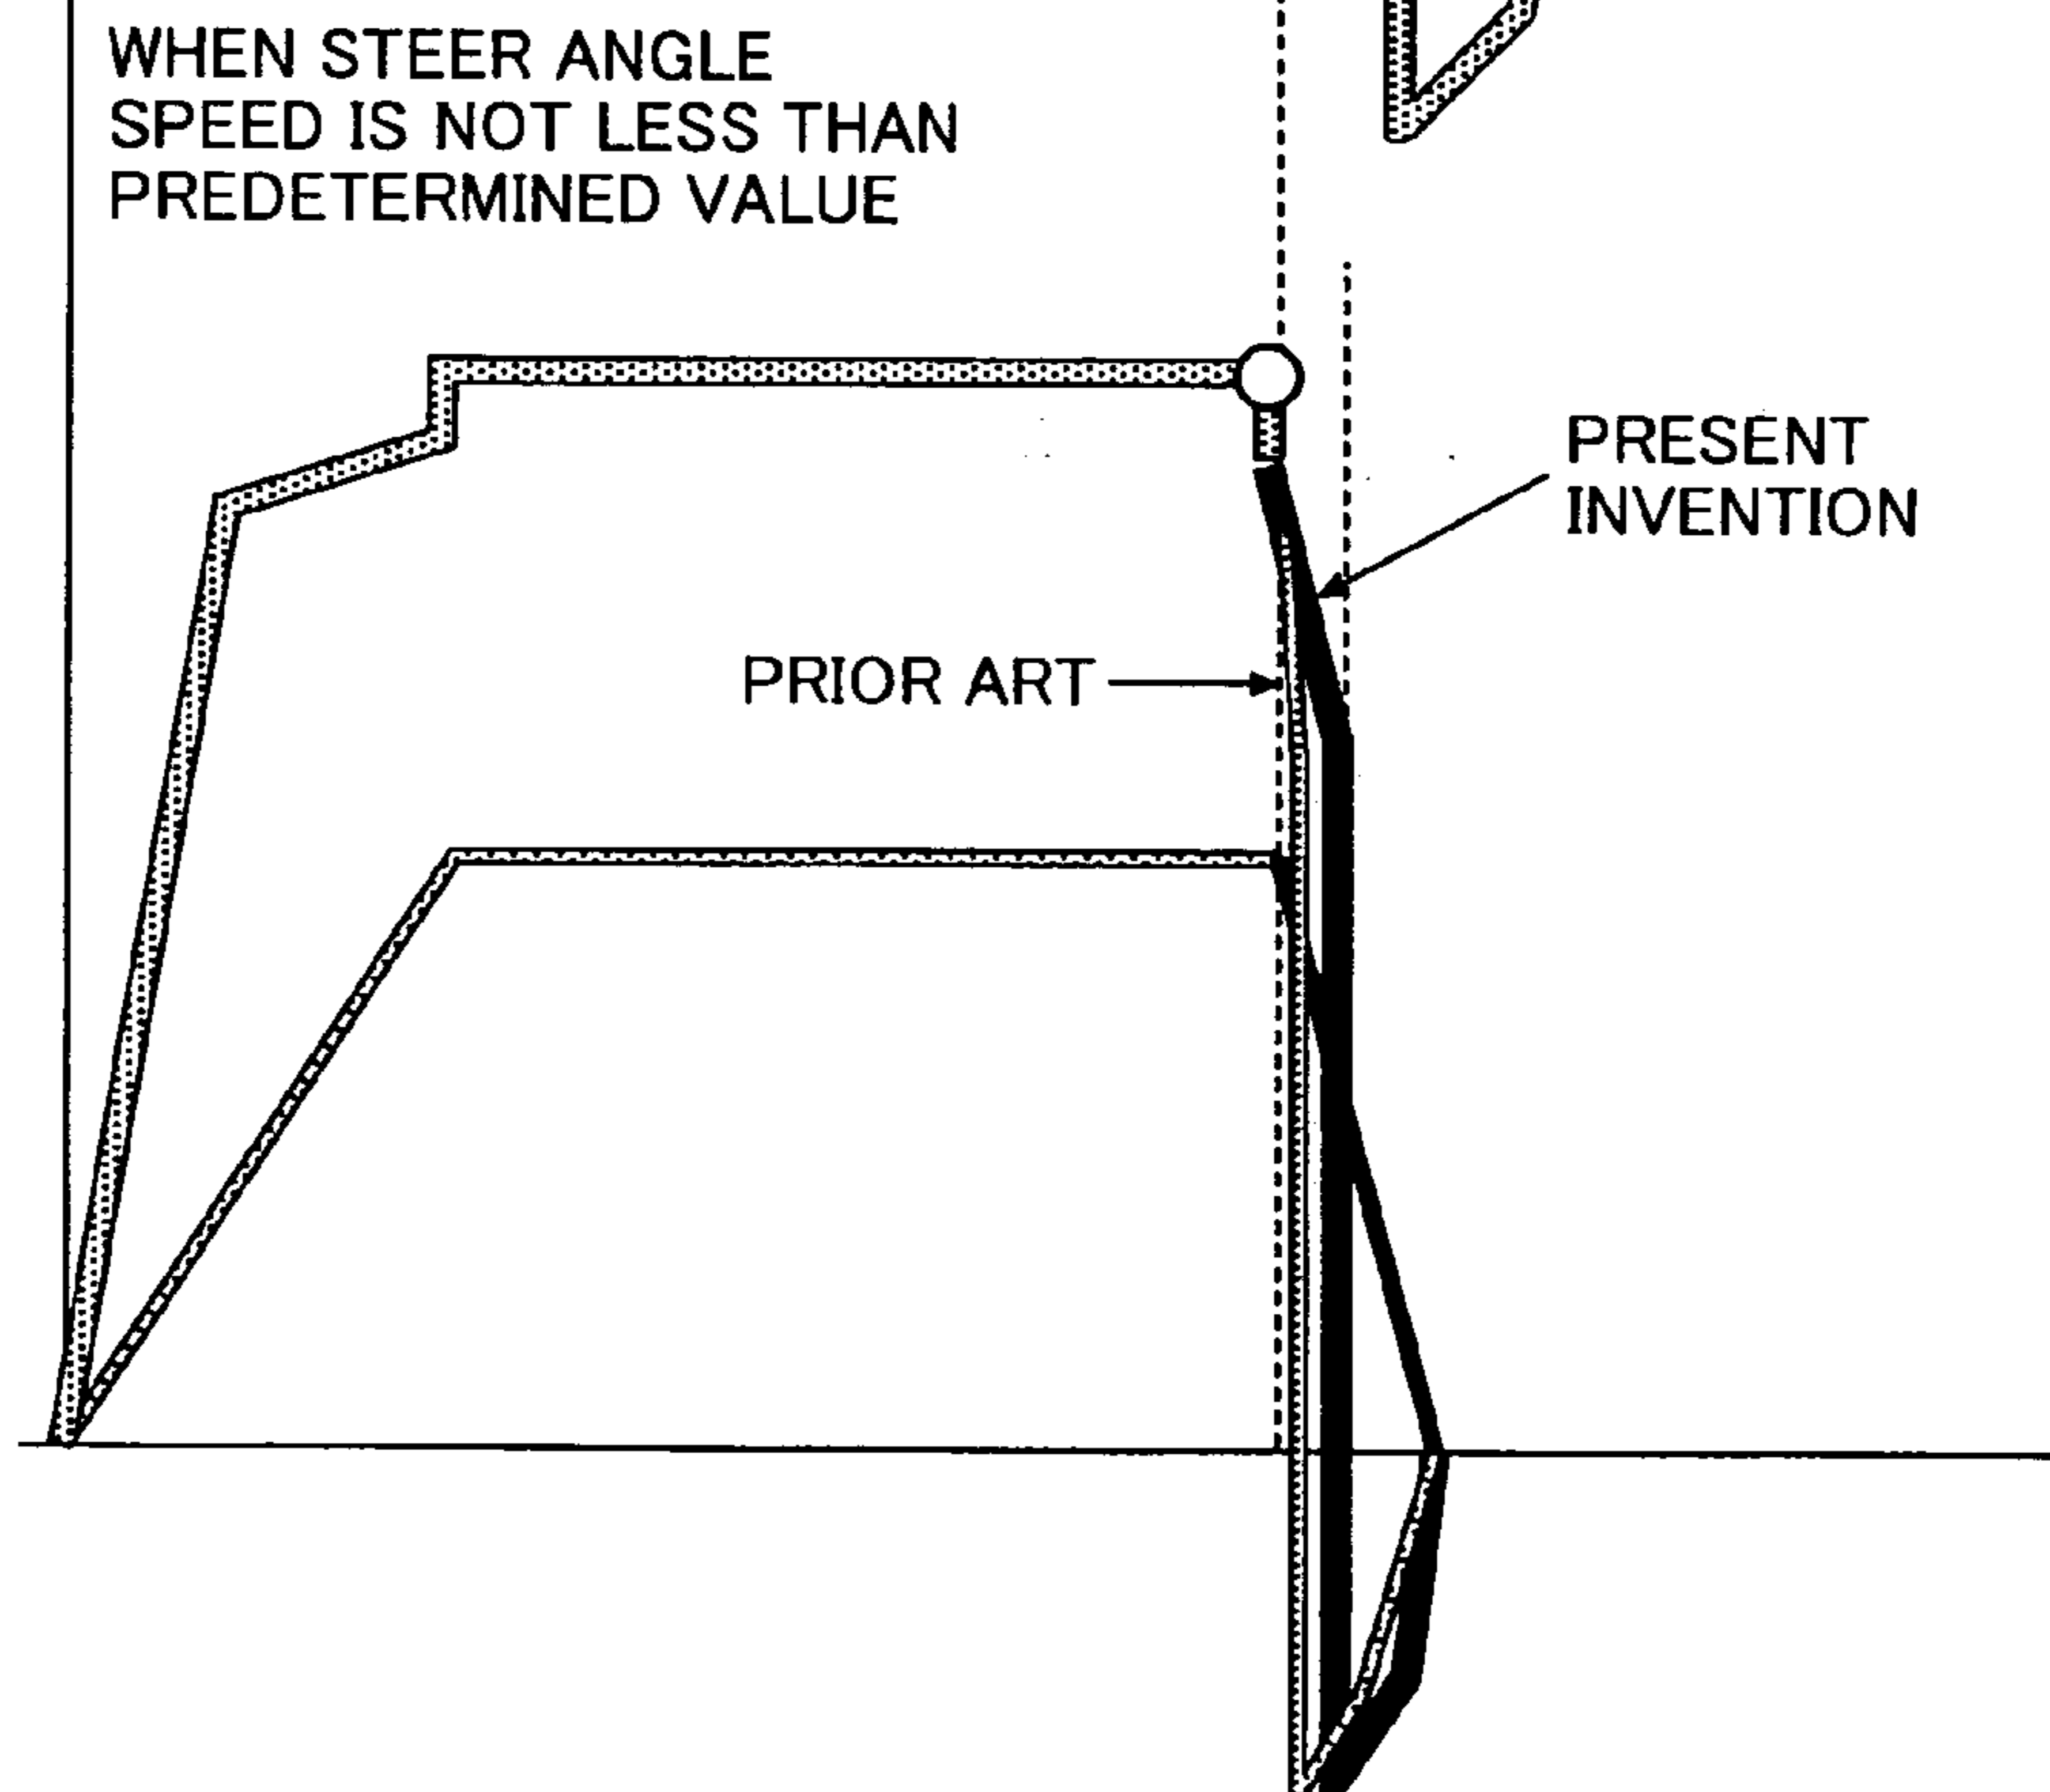 WHEN STEER ANGLE
SPEED IS NOT LESS THAN
PREDETERMINED VALUE
PRESENT
INVENTION
PRIOR ART